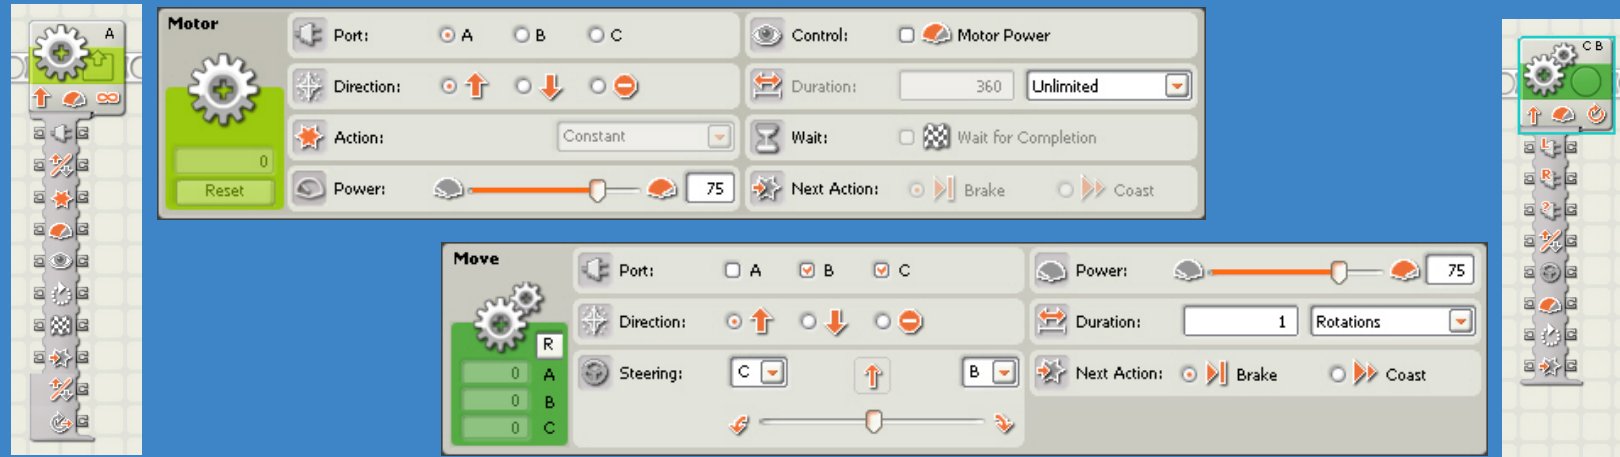 A
Motor
Port: A B C
Control: Motor Power
Direction:
Duration: 360 Unlimited
Action: Constant
Wait: Wait for Completion
0
Reset
Power: 75
Next Action: Brake Coast
C B
L
R
?
Move
Port: A B C
Power: 75
Direction:
Duration: 1 Rotations
R
0 A
0 B
0 C
Steering: C B
Next Action: Brake Coast